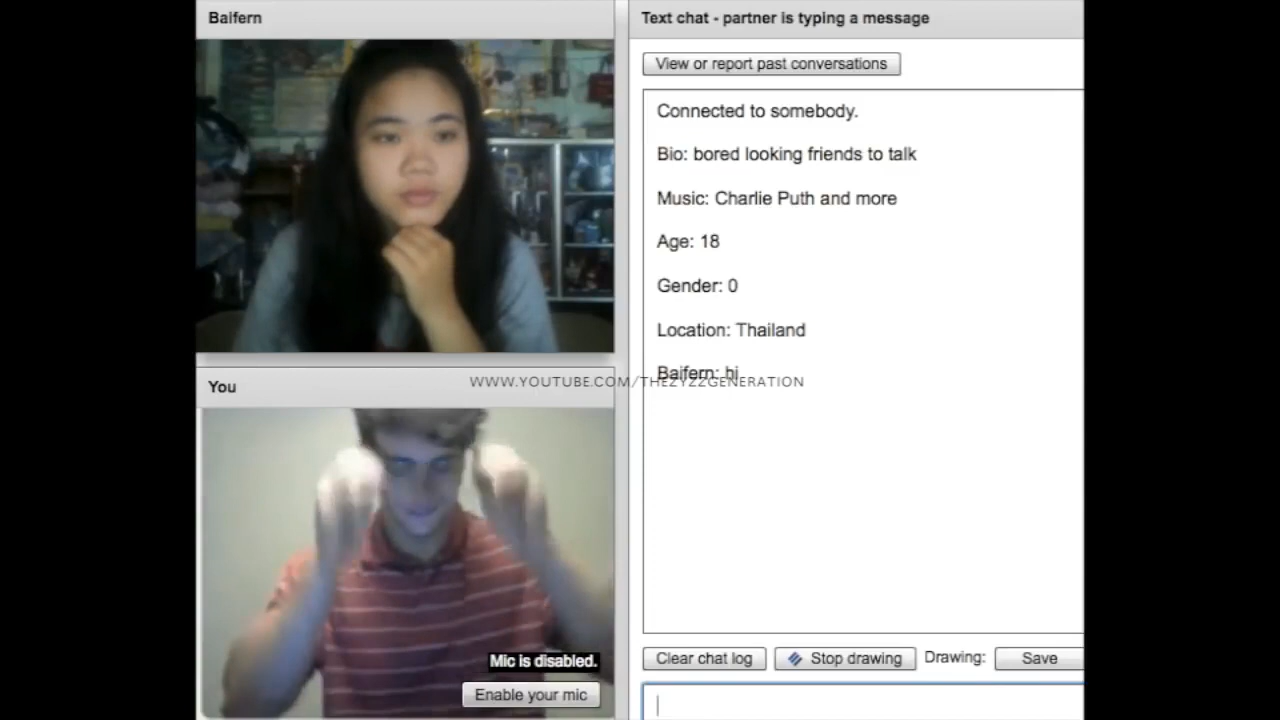 Baifern
Text chat - partner is typing a message
View or report past conversations
Connected to somebody.
Bio: bored looking friends to talk
Music: Charlie Puth and more
Age: 18
Gender: 0
Location: Thailand
Baifern: hi
WWW.YOUTUBE.COM/THEZYZZGENERATION
You
Mic is disabled.
Enable your mic
Clear chat log
Stop drawing
Drawing:
Save